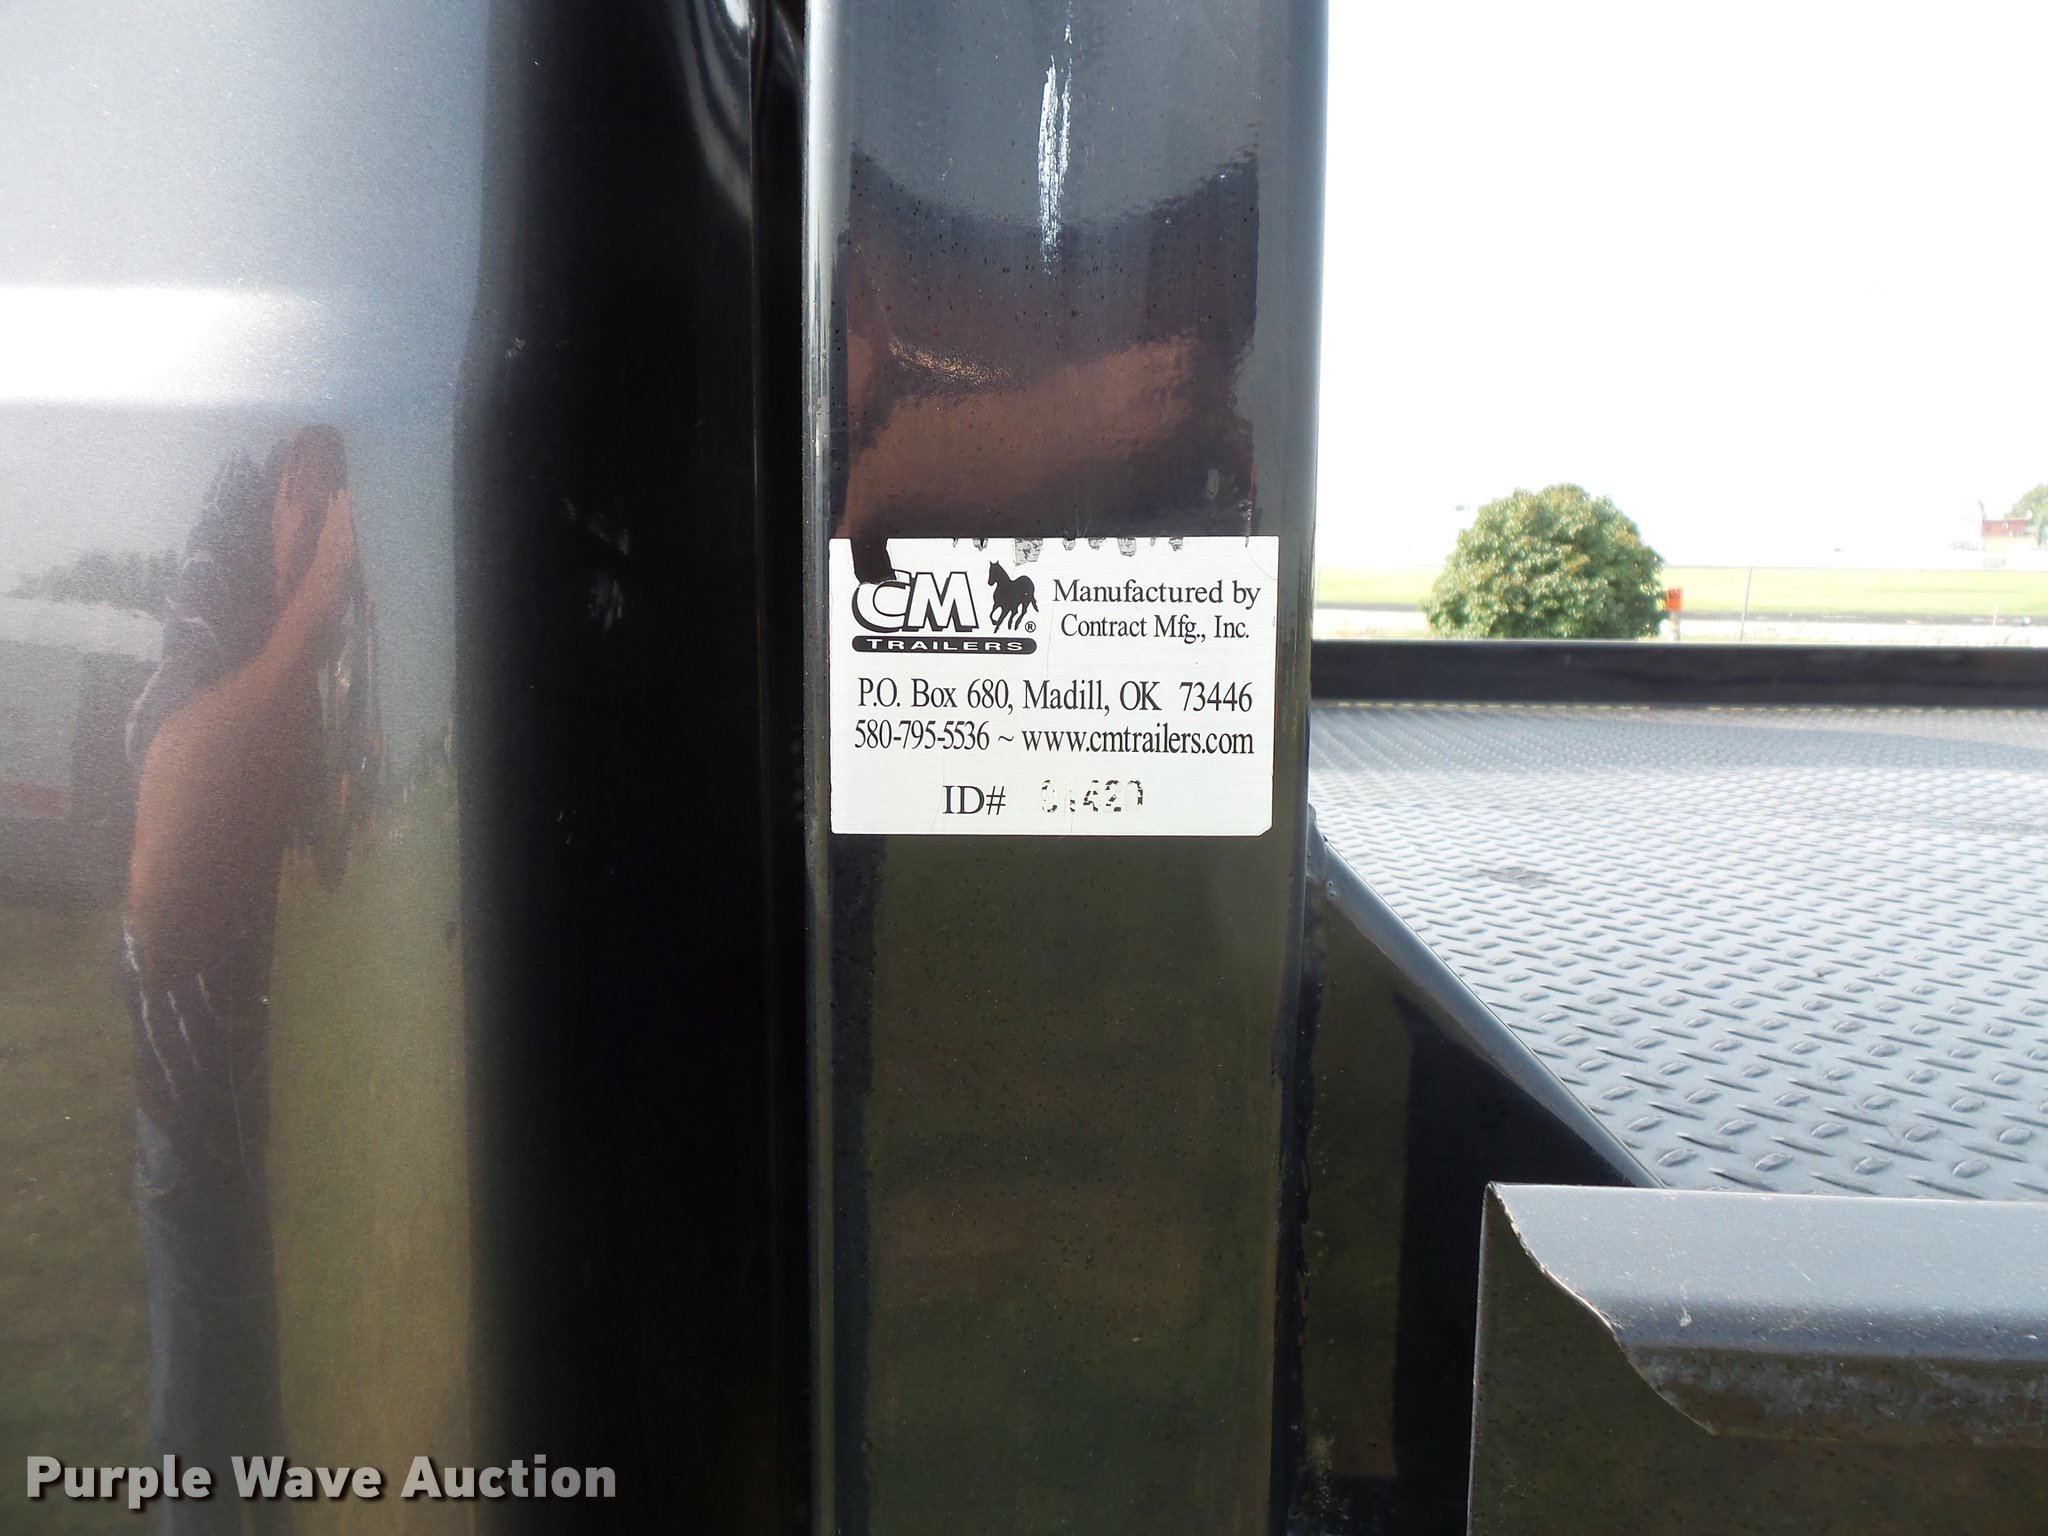 CM
TRAILERS
Manufactured by
Contract Mfg., Inc.
P.O. Box 680, Madill, OK 73446
580-795-5536 ~ www.cmtrailers.com
ID#
Purple Wave Auction